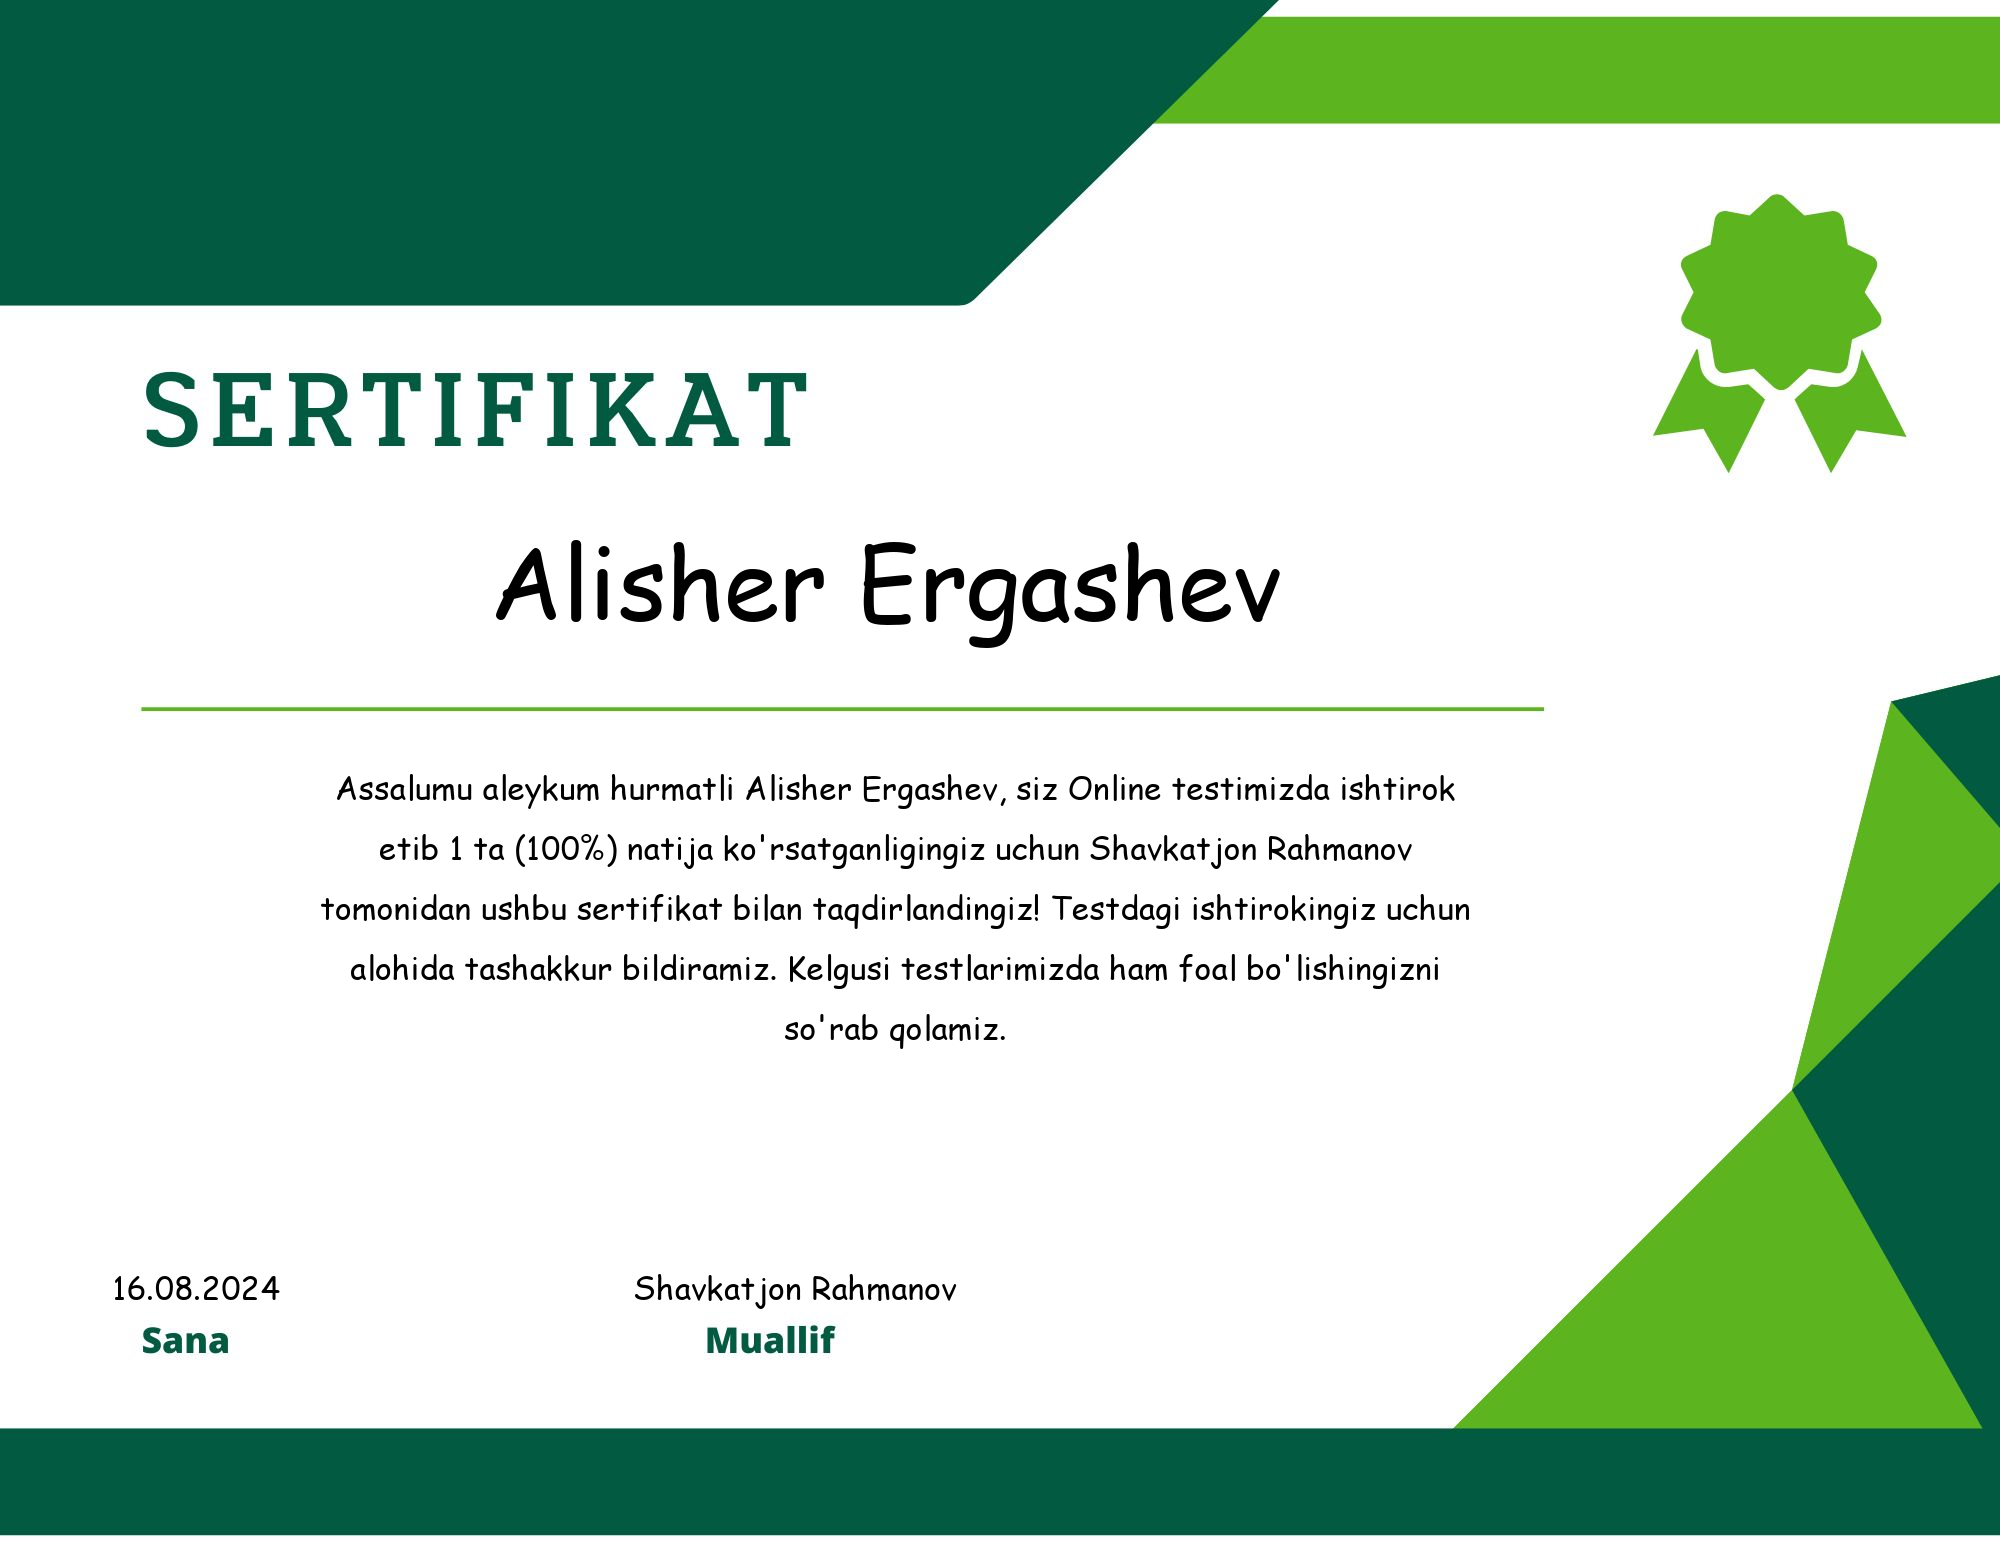 SERTIFIKAT
Alisher Ergashev
Assalumu aleykum hurmatli Alisher Ergashev, siz Online testimizda ishtirok
etib 1 ta (100%) natija ko'rsatganligingiz uchun Shavkatjon Rahmanov
tomonidan ushbu sertifikat bilan taqdirlandingiz! Testdagi ishtirokingiz uchun
alohida tashakkur bildiramiz. Kelgusi testlarimizda ham foal bo'lishingizni
so'rab qolamiz.
16.08.2024
Sana
Shavkatjon Rahmanov
Muallif